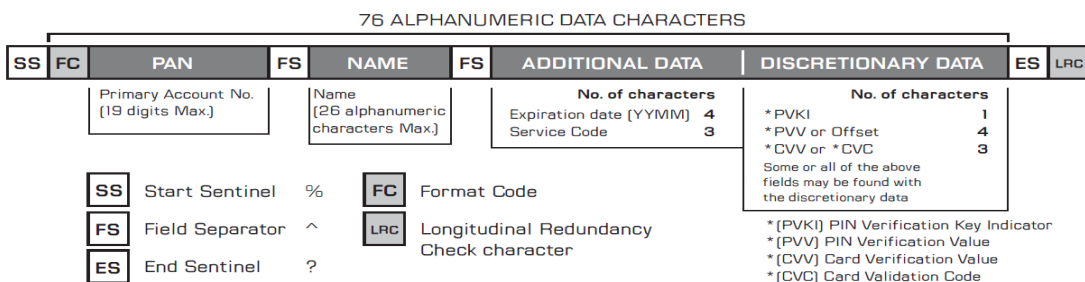 76 ALPHANUMERIC DATA CHARACTERS
SS FC PAN FS NAME FS ADDITIONAL DATA DISCRETIONARY DATA ES LRC
Primary Account No.
(19 digits Max.)
Name
(26 alphanumeric
characters Max.)
No. of characters
Expiration date (YYMM) 4
Service Code 3
No. of characters
*PVKI 1
*PVV or Offset 4
*CVV or *CVC 3
Some or all of the above
fields may be found with
the discretionary data
SS Start Sentinel %
FS Field Separator ^
ES End Sentinel ?
FC Format Code
LRC Longitudinal Redundancy
Check character
*(PVKI) PIN Verification Key Indicator
*(PVV) PIN Verification Value
*(CVV) Card Verification Value
*(CVC) Card Validation Code